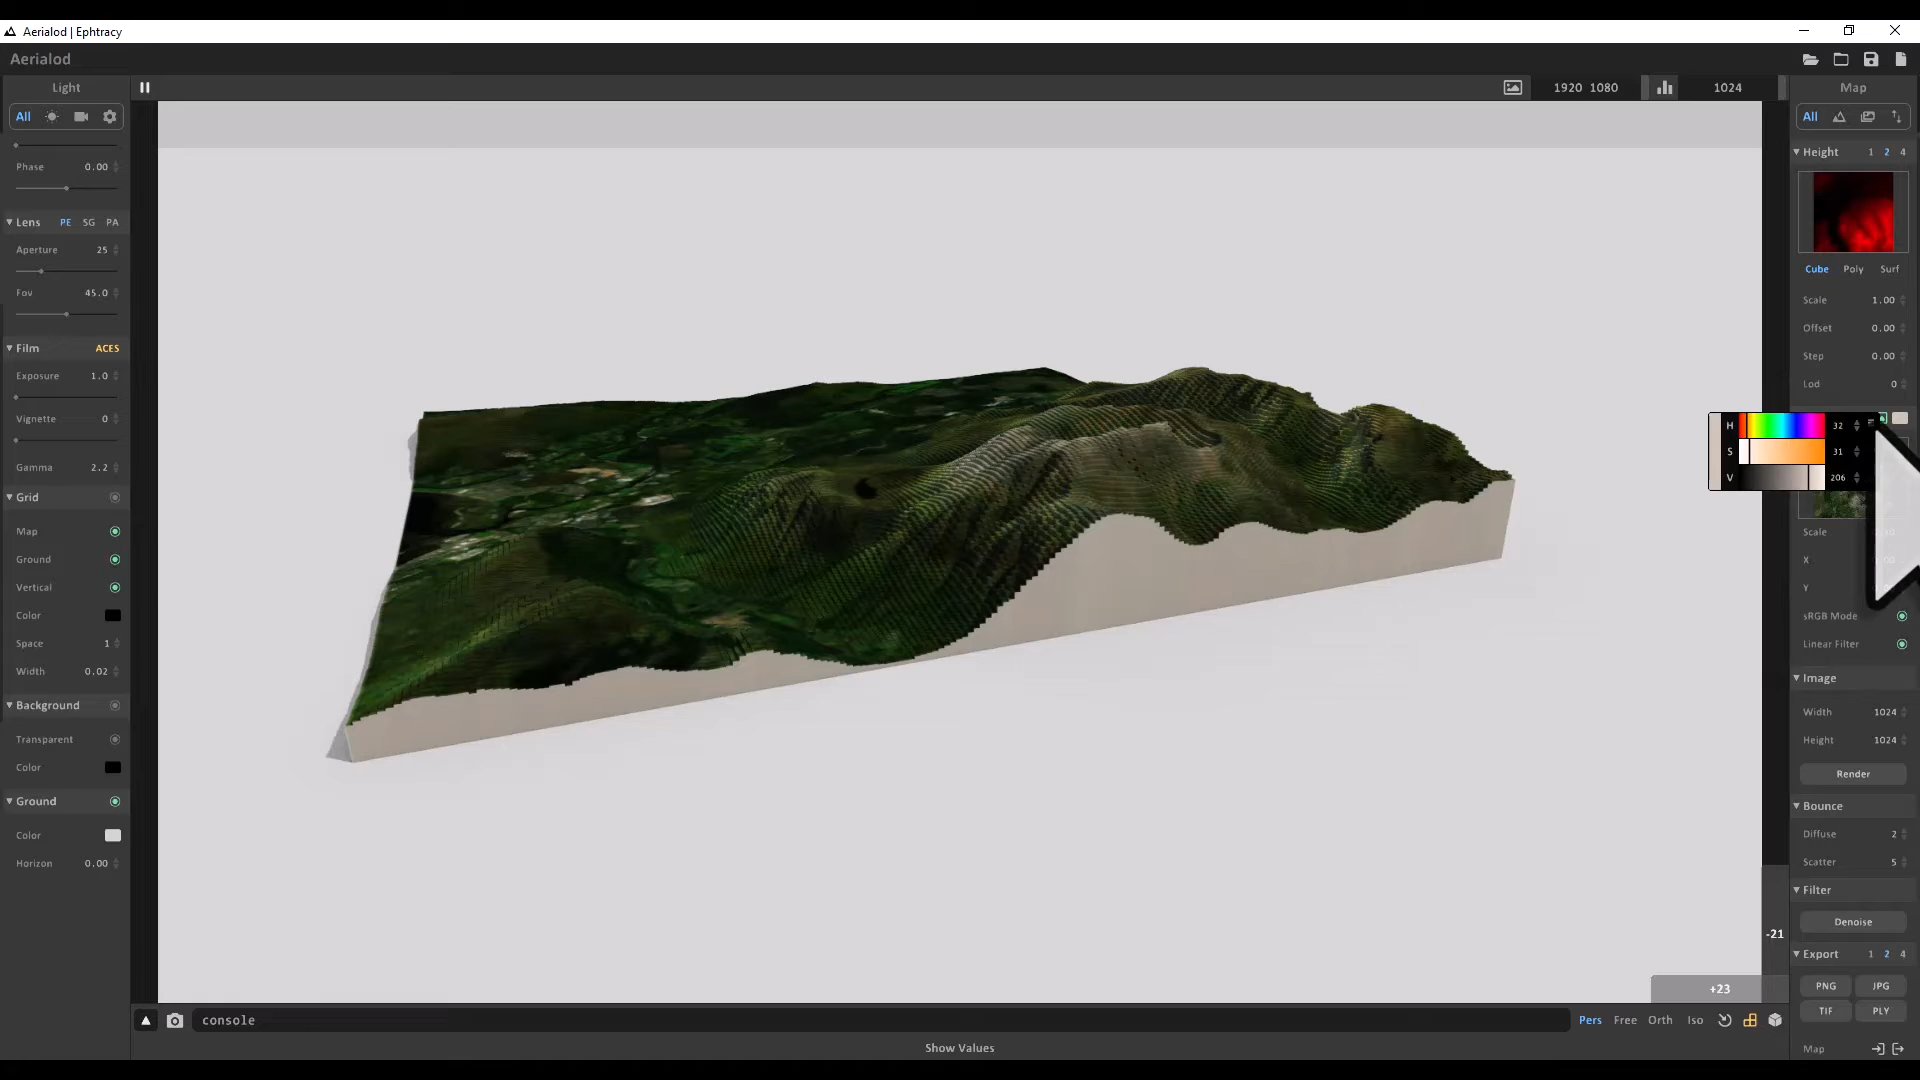 Aerialod | Ephtracy
Aerialod
Light
1920 1080
1024
Map
All
All
Phase 0.00
Lens PE SG PA
Aperture 25
Fov 45.0
Film ACES
Exposure 1.0
Vignette 0
Gamma 2.2
Grid
Map
Ground
Vertical
Color
Space 1
Width 0.02
Background
Transparent
Color
Ground
Color
Horizon 0.00
Height 1 2 4
Cube Poly Surf
Scale 1.00
Offset 0.00
Step 0.00
Lod 0
H 32
S 31
V 206
Scale
X
Y
sRGB Mode
Linear Filter
Image
Width 1024
Height 1024
Render
Bounce
Diffuse 2
Scatter 5
Filter
Denoise
Export 1 2 4
PNG JPG
TIF PLY
Map
-21
+23
console
Pers Free Orth Iso
Show Values